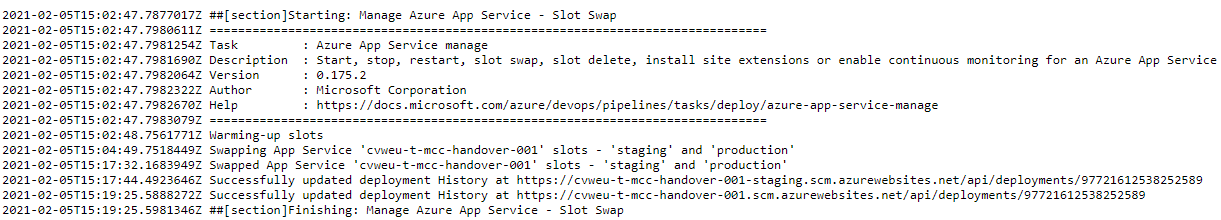 2021-02-05T15:02:47.7877017Z ##[section]Starting: Manage Azure App Service - Slot Swap
2021-02-05T15:02:47.7980611Z ==============================================================================
2021-02-05T15:02:47.7981254Z Task         : Azure App Service manage
2021-02-05T15:02:47.7981690Z Description  : Start, stop, restart, slot swap, slot delete, install site extensions or enable continuous monitoring for an Azure App Service
2021-02-05T15:02:47.7982064Z Version      : 0.175.2
2021-02-05T15:02:47.7982322Z Author       : Microsoft Corporation
2021-02-05T15:02:47.7982670Z Help         : https://docs.microsoft.com/azure/devops/pipelines/tasks/deploy/azure-app-service-manage
2021-02-05T15:02:47.7983079Z ==============================================================================
2021-02-05T15:02:48.7561771Z Warming-up slots
2021-02-05T15:04:49.7518449Z Swapping App Service 'cvweu-t-mcc-handover-001' slots - 'staging' and 'production'
2021-02-05T15:17:32.1683949Z Swapped App Service 'cvweu-t-mcc-handover-001' slots - 'staging' and 'production'
2021-02-05T15:17:44.4923646Z Successfully updated deployment History at https://cvweu-t-mcc-handover-001-staging.scm.azurewebsites.net/api/deployments/97721612538252589
2021-02-05T15:19:25.5888272Z Successfully updated deployment History at https://cvweu-t-mcc-handover-001.scm.azurewebsites.net/api/deployments/97721612538252589
2021-02-05T15:19:25.5981346Z ##[section]Finishing: Manage Azure App Service - Slot Swap